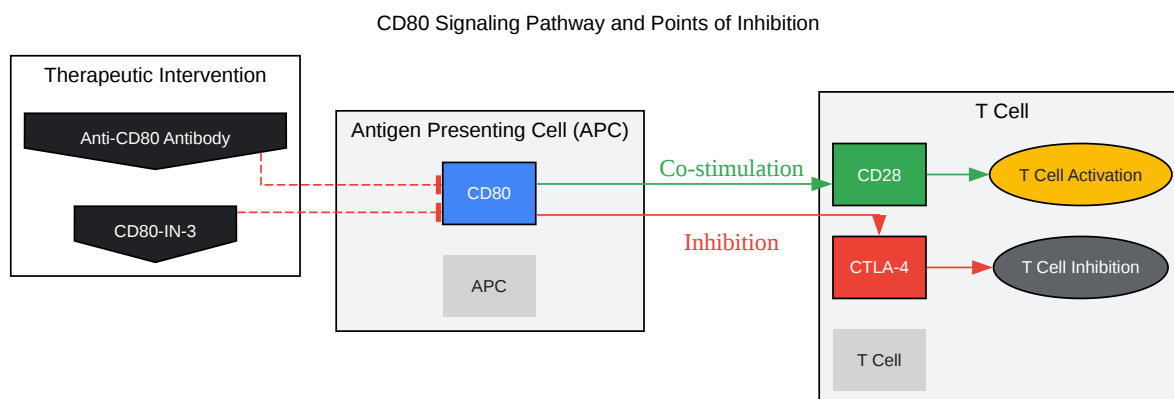 CD80 Signaling Pathway and Points of Inhibition
Therapeutic Intervention
Anti-CD80 Antibody
CD80-IN-3
Antigen Presenting Cell (APC)
CD80
APC
Co-stimulation
Inhibition
T Cell
CD28
T Cell Activation
CTLA-4
T Cell Inhibition
T Cell